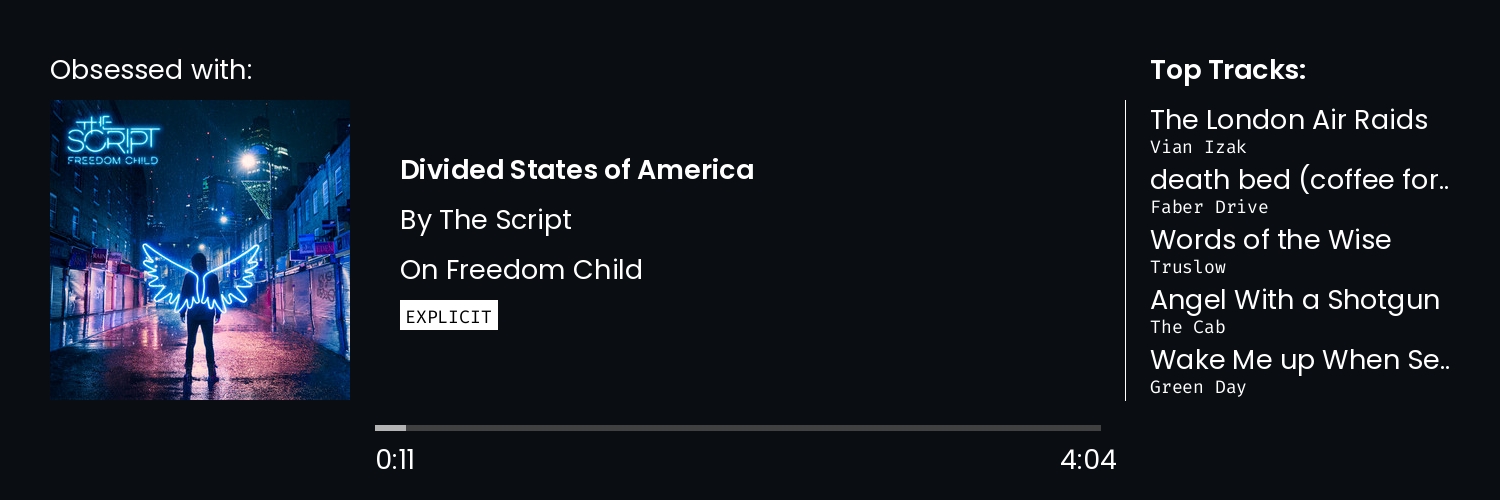 Obsessed with:
THE
SCRIPT
FREEDOM CHILD
Divided States of America
By The Script
On Freedom Child
EXPLICIT
0:11
4:04
Top Tracks:
The London Air Raids
Vian Izak
death bed (coffee for..
Faber Drive
Words of the Wise
Truslow
Angel With a Shotgun
The Cab
Wake Me up When Se..
Green Day